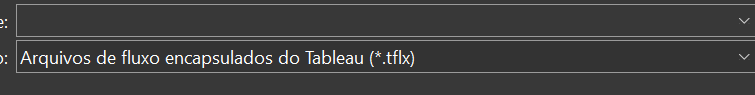 e:
o: Arquivos de fluxo encapsulados do Tableau (*.tflx)